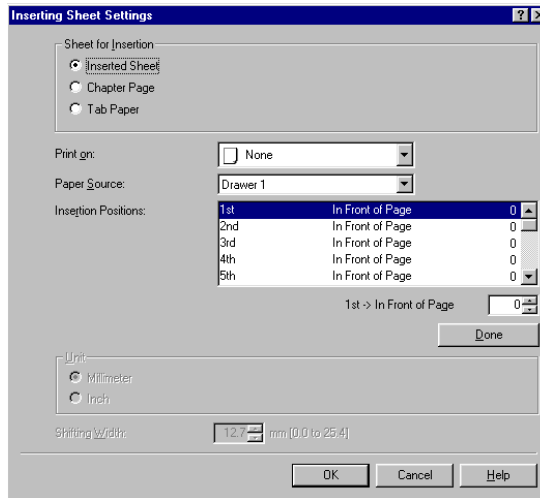 Inserting Sheet Settings
Sheet for Insertion
Inserted Sheet
Chapter Page
Tab Paper
Print on: None
Paper Source: Drawer 1
Insertion Positions: 1st In Front of Page 0
2nd In Front of Page 0
3rd In Front of Page 0
4th In Front of Page 0
5th In Front of Page 0
1st -> In Front of Page 0
Done
Unit
Millimeter
Inch
Shifting Width: 12.7 mm [0.0 to 25.4]
OK Cancel Help